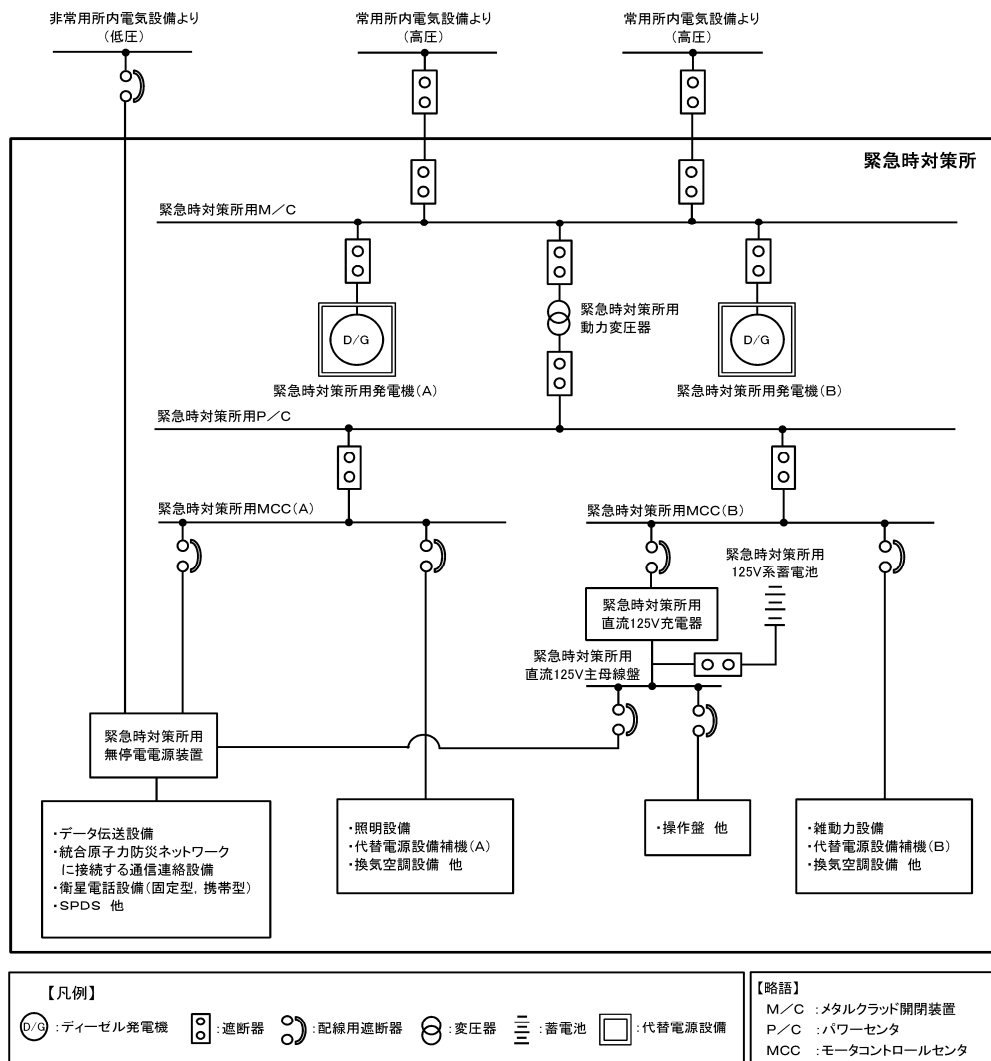 非常用所内電気設備より
(低圧)
常用所内電気設備より
(高圧)
常用所内電気設備より
(高圧)
緊急時対策所
緊急時対策所用M/C
D/G
緊急時対策所用
動力変圧器
D/G
緊急時対策所用発電機(A)
緊急時対策所用発電機(B)
緊急時対策所用P/C
緊急時対策所用MCC(A)
緊急時対策所用MCC(B)
緊急時対策所用
125V系蓄電池
緊急時対策所用
直流125V充電器
緊急時対策所用
直流125V主母線盤
緊急時対策所用
無停電電源装置
・データ伝送設備
・統合原子力防災ネットワーク
に接続する通信連絡設備
・衛星電話設備(固定型,携帯型)
・SPDS 他
・照明設備
・代替電源設備補機(A)
・換気空調設備 他
・操作盤 他
・雑動力設備
・代替電源設備補機(B)
・換気空調設備 他
【凡例】
D/G :ディーゼル発電機
:遮断器
:配線用遮断器
:変圧器
:蓄電池
:代替電源設備
【略語】
M/C :メタルクラッド開閉装置
P/C :パワーセンタ
MCC :モータコントロールセンタ